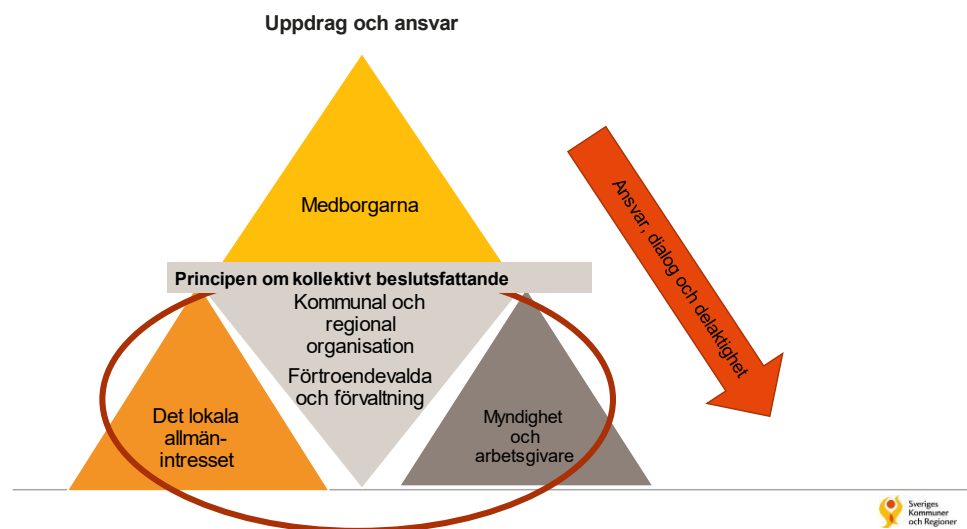 Uppdrag och ansvar
Medborgarna
Ansvar, dialog och delaktighet
Principen om kollektivt beslutsfattande
Kommunal och
regional
organisation
Förtroendevalda
och förvaltning
Det lokala
allmän-
intresset
Myndighet
och
arbetsgivare
Sveriges
Kommuner
och Regioner